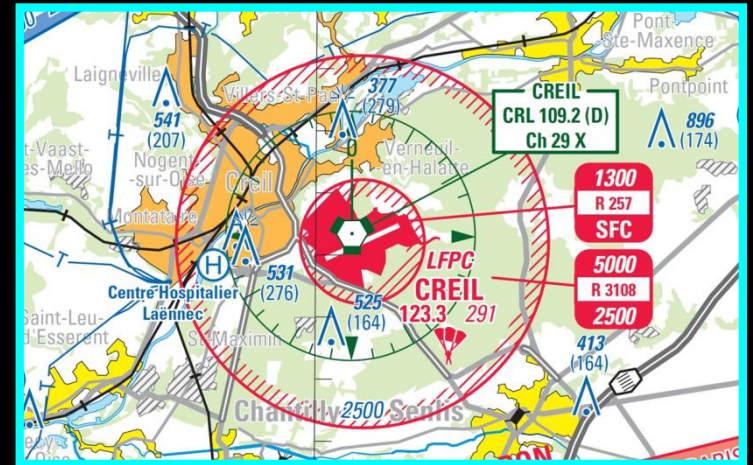 Pont-
Ste-Maxence
Laigneville
377
(279)
Villers-St-Pa
541
(207)
CREIL
CRL 109.2 (D)
Ch 29 X
Pontpoint
896
(174)
t-Vaast-
ès-Mello
Nogent
-sur-Oise
Creil
0
Verneuil-
en-Halatte
1300
R 257
SFC
Montataire
H
531
(276)
Centre Hospitalier
Laënnec
LFPC
CREIL
123.3 291
525
(164)
5000
R 3108
2500
Saint-Leu-
d'Esserent
St-Maximin
413
(164)
Chantilly 2500 Senlis